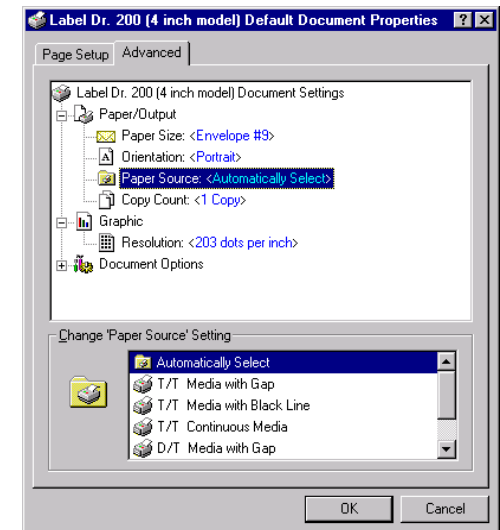 Label Dr. 200 (4 inch model) Default Document Properties
Page Setup
Advanced
Label Dr. 200 (4 inch model) Document Settings
Paper/Output
Paper Size: <Envelope #9>
Orientation: <Portrait>
Paper Source: <Automatically Select>
Copy Count: <1 Copy>
Graphic
Resolution: <203 dots per inch>
Document Options
Change 'Paper Source' Setting
Automatically Select
T/T Media with Gap
T/T Media with Black Line
T/T Continuous Media
D/T Media with Gap
OK
Cancel